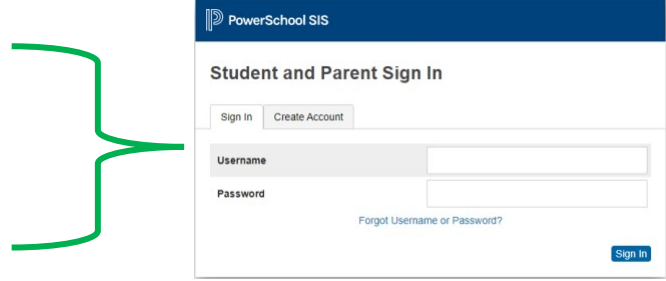 PowerSchool SIS
Student and Parent Sign In
Sign In Create Account
Username
Password
Forgot Username or Password?
Sign In